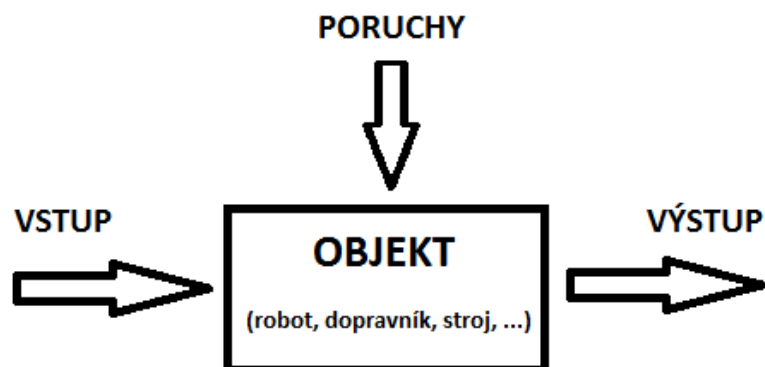 PORUCHY
VSTUP
VÝSTUP
OBJEKT
(robot, dopravník, stroj, ...)